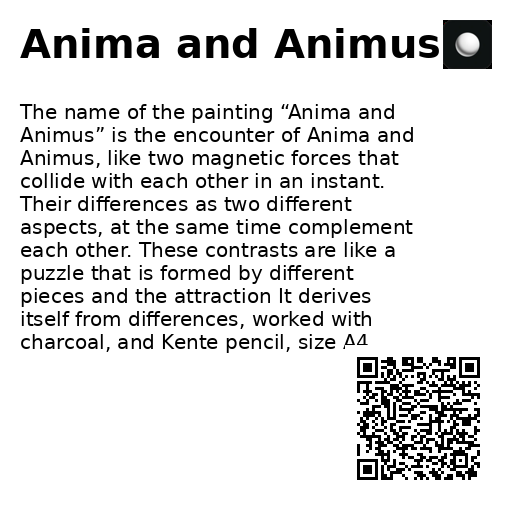 Anima and Animus
The name of the painting “Anima and
Animus” is the encounter of Anima and
Animus, like two magnetic forces that
collide with each other in an instant.
Their differences as two different
aspects, at the same time complement
each other. These contrasts are like a
puzzle that is formed by different
pieces and the attraction It derives
itself from differences, worked with
charcoal, and Kente pencil, size A4